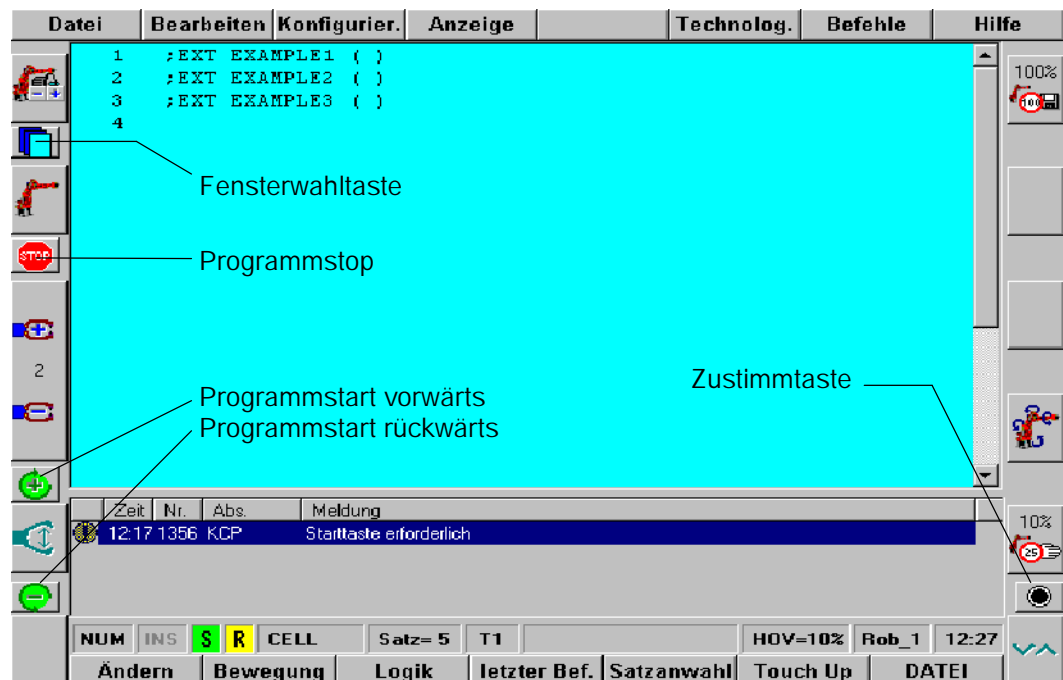 Datei Bearbeiten Konfigurier. Anzeige Technolog. Befehle Hilfe
1 ;EXT EXAMPLE1 ( )
2 ;EXT EXAMPLE2 ( )
3 ;EXT EXAMPLE3 ( )
4
100%
100
Fensterwahltaste
STOP
Programmstop
2
Zustimmtaste
Programmstart vorwärts
Programmstart rückwärts
Zeit Nr. Abs. Meldung
12:17 1356 KCP Starttaste erforderlich
10%
25
NUM INS S R CELL Satz= 5 T1 HOV=10% Rob_1 12:27
Ändern Bewegung Logik letzter Bef. Satzanwahl Touch Up DATEI